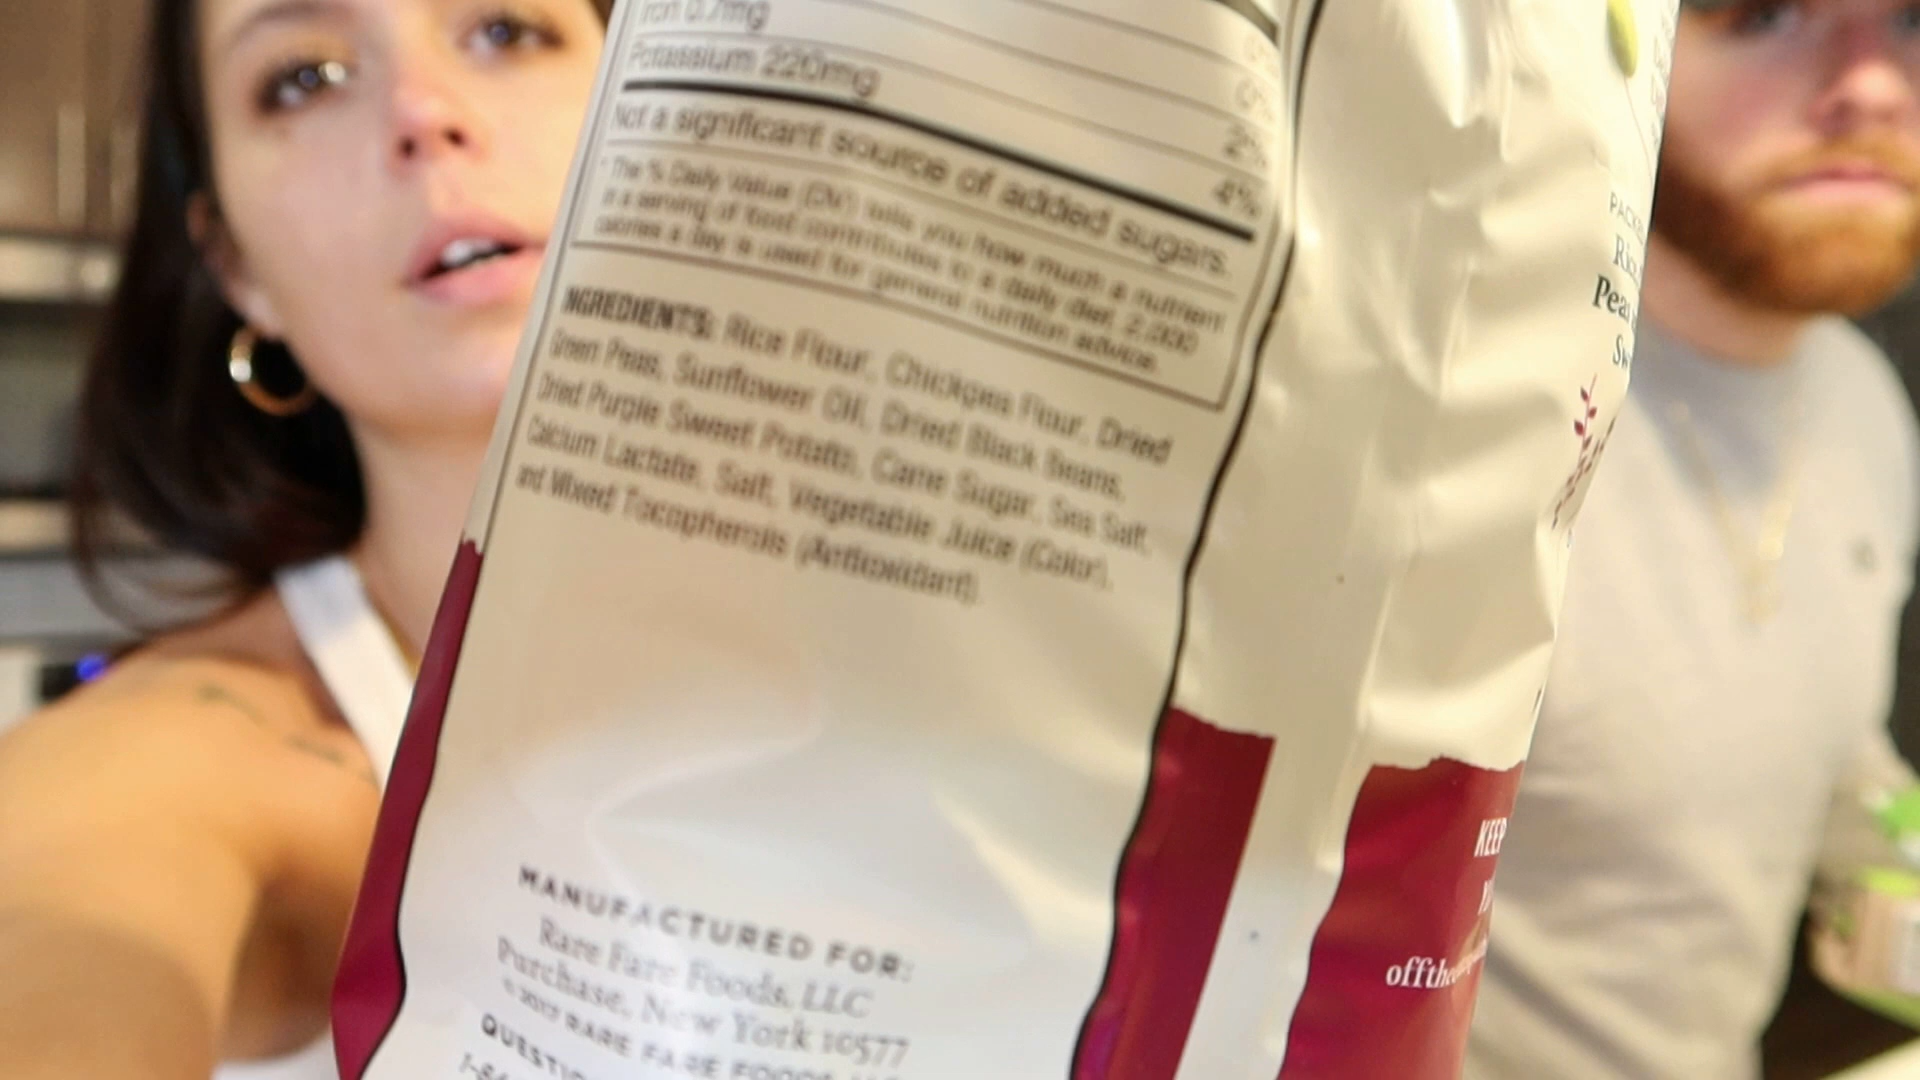 Iron 0.7mg
Potassium 220mg
0%
0%
2%
4%
Not a significant source of added sugars.
* The % Daily Value (DV) tells you how much a nutrient
in a serving of food contributes to a daily diet. 2,000
calories a day is used for general nutrition advice.
INGREDIENTS: Rice Flour, Chickpea Flour, Dried
Green Peas, Sunflower Oil, Dried Black Beans,
Dried Purple Sweet Potato, Cane Sugar, Sea Salt,
Calcium Lactate, Salt, Vegetable Juice (Color),
and Mixed Tocopherols (Antioxidant).
MANUFACTURED FOR:
Rare Fare Foods, LLC
Purchase, New York 10577
© 2017 RARE FARE FOODS, LLC
KEEP